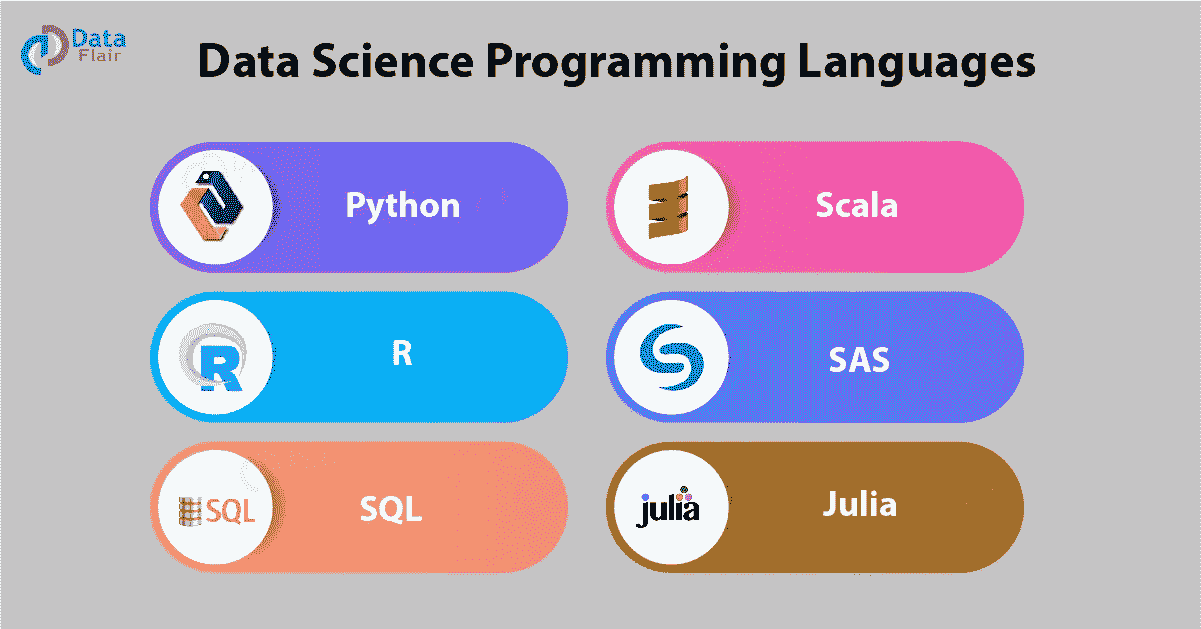 Data
Flair
Data Science Programming Languages
Python
Scala
R
R
SAS
SQL
SQL
julia
Julia